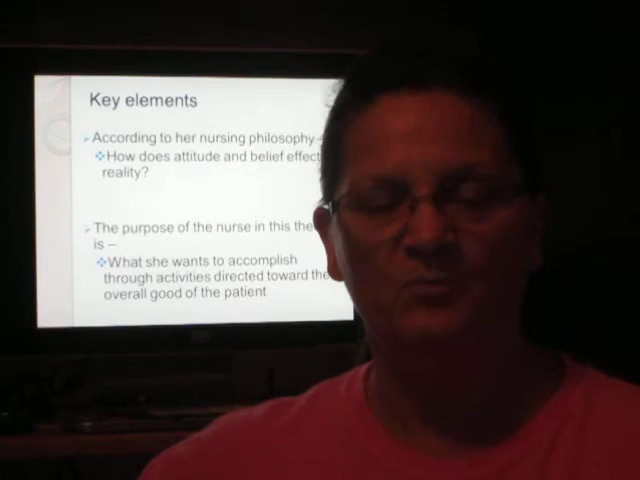 Key elements
According to her nursing philosophy -
How does attitude and belief effect
reality?
The purpose of the nurse in this
is –
What she wants to accomplish
through activities directed toward the
overall good of the patient